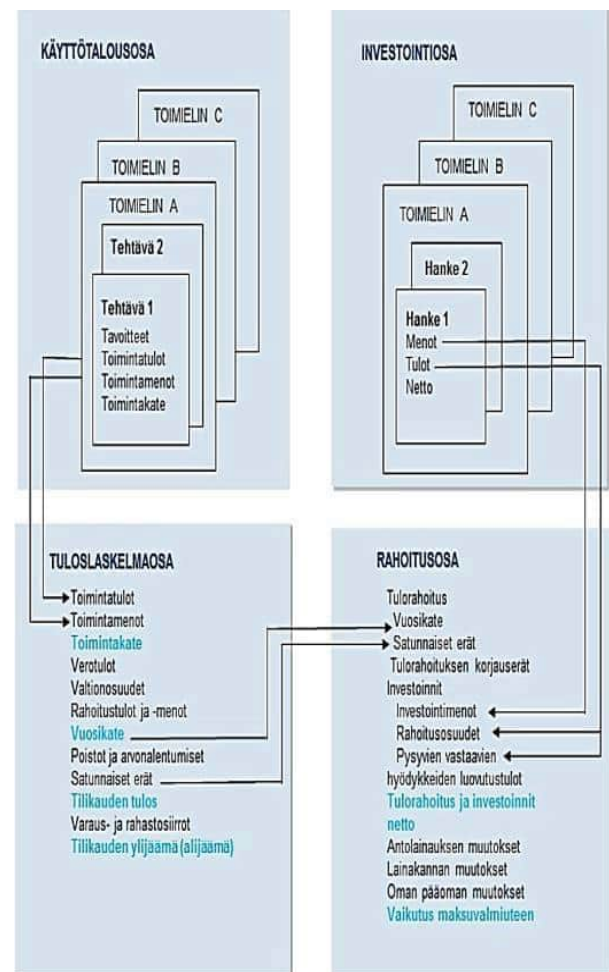 KÄYTTÖTALOUSOSA
TOIMIELIN C
TOIMIELIN B
TOIMIELIN A
Tehtävä 2
Tehtävä 1
Tavoitteet
Toimintatulot
Toimintamenot
Toimintakate
INVESTOINTIOSA
TOIMIELIN C
TOIMIELIN B
TOIMIELIN A
Hanke 2
Hanke 1
Menot
Tulot
Netto
TULOSLASKELMAOSA
Toimintatulot
Toimintamenot
Toimintakate
Verotulot
Valtionosuudet
Rahoitustulot ja -menot
Vuosikate
Poistot ja arvonalentumiset
Satunnaiset erät
Tilikauden tulos
Varaus- ja rahastosiirrot
Tilikauden ylijäämä (alijäämä)
RAHOITUSOSA
Tulorahoitus
Vuosikate
Satunnaiset erät
Tulorahoituksen korjauserät
Investoinnit
Investointimenot
Rahoitusosuudet
Pysyvien vastaavien
hyödykkeiden luovutustulot
Tulorahoitus ja investoinnit
netto
Antolainauksen muutokset
Lainakannan muutokset
Oman pääoman muutokset
Vaikutus maksuvalmiuteen